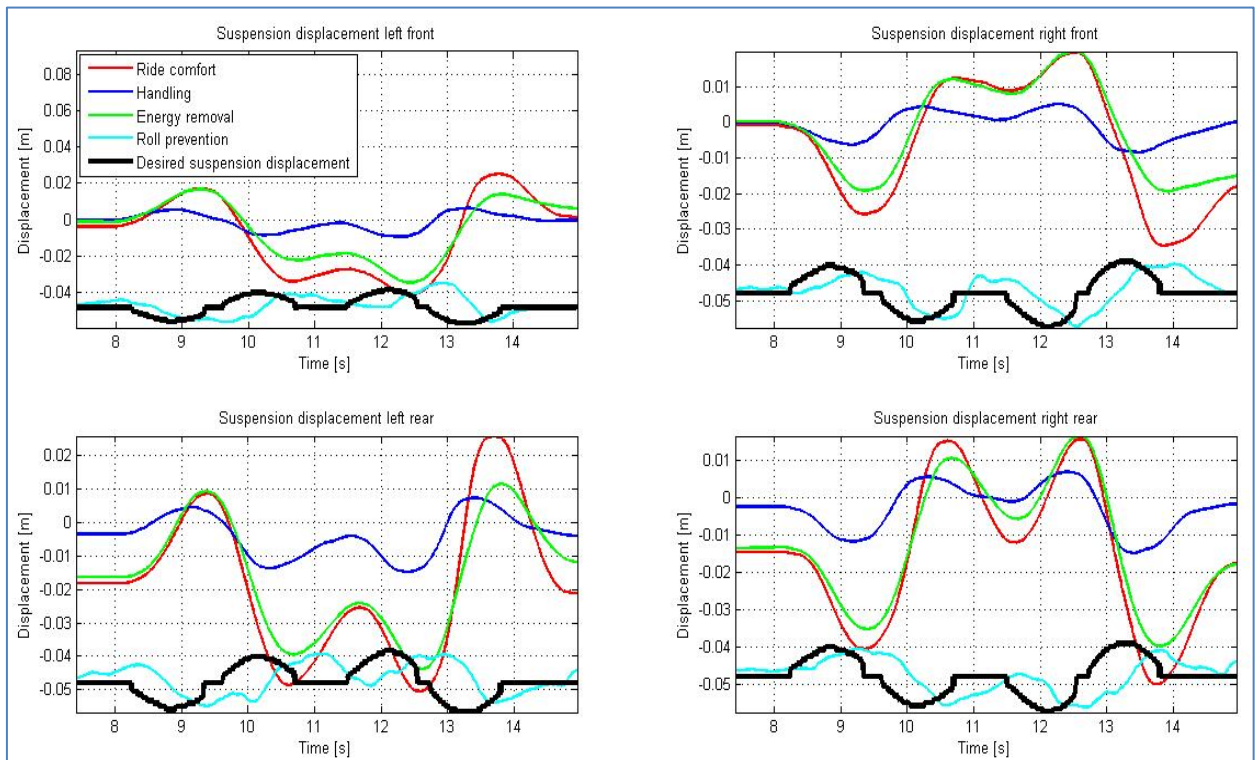 Suspension displacement left front
0.08
0.06
0.04
0.02
0
-0.02
-0.04
Displacement [m]
Ride comfort
Handling
Energy removal
Roll prevention
Desired suspension displacement
8 9 10 11 12 13 14
Time [s]
Suspension displacement right front
0.01
0
-0.01
-0.02
-0.03
-0.04
-0.05
Displacement [m]
8 9 10 11 12 13 14
Time [s]
Suspension displacement left rear
0.02
0.01
0
-0.01
-0.02
-0.03
-0.04
-0.05
Displacement [m]
8 9 10 11 12 13 14
Time [s]
Suspension displacement right rear
0.01
0
-0.01
-0.02
-0.03
-0.04
-0.05
Displacement [m]
8 9 10 11 12 13 14
Time [s]